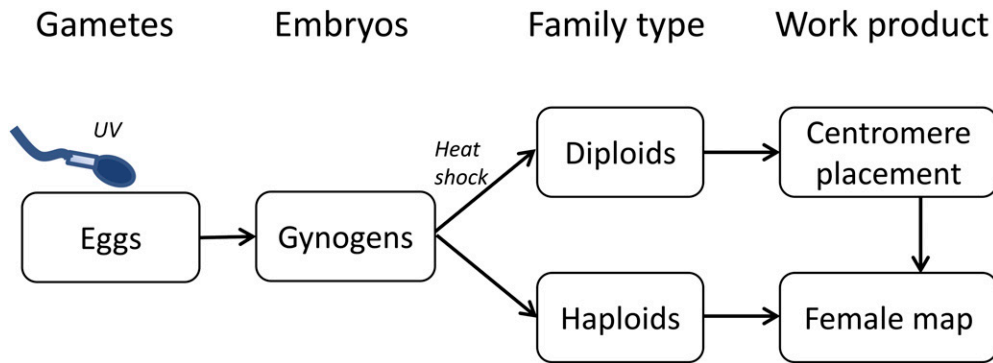 Gametes
Embryos
Family type
Work product
UV
Heat
shock
Eggs
Gynogens
Diploids
Centromere
placement
Haploids
Female map